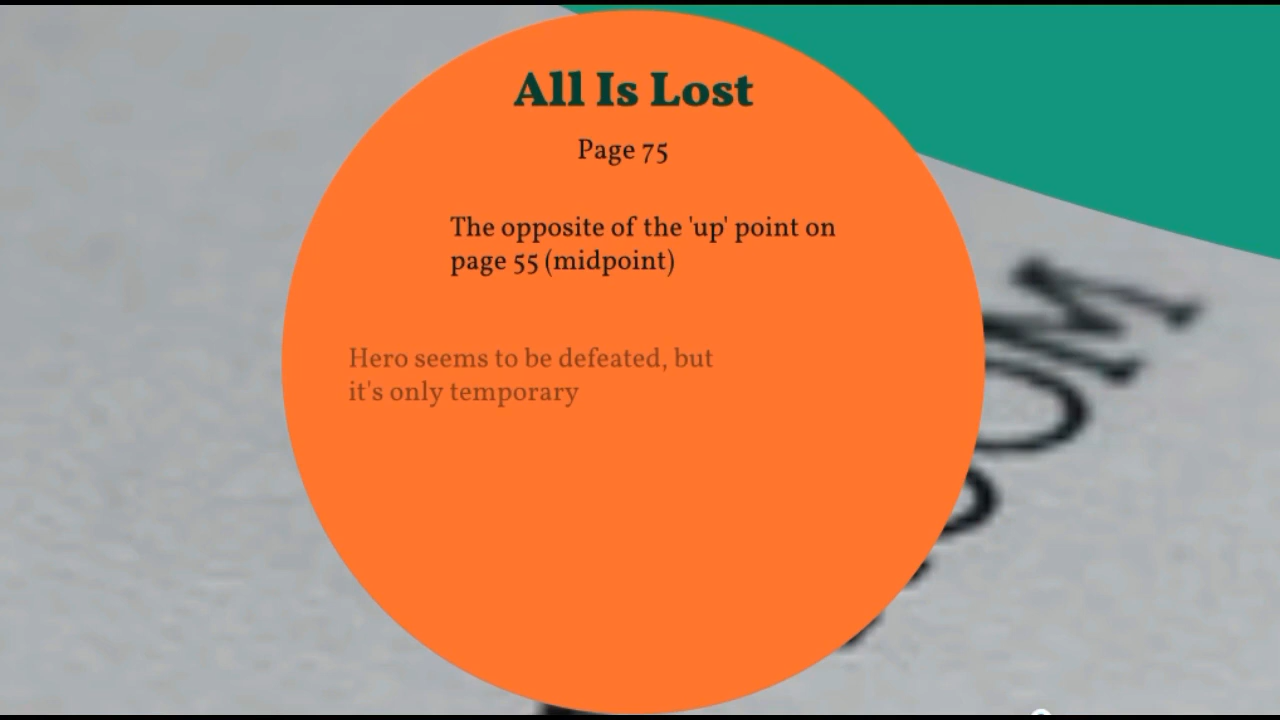 All Is Lost
Page 75
The opposite of the 'up' point on
page 55 (midpoint)
Hero seems to be defeated, but
it's only temporary